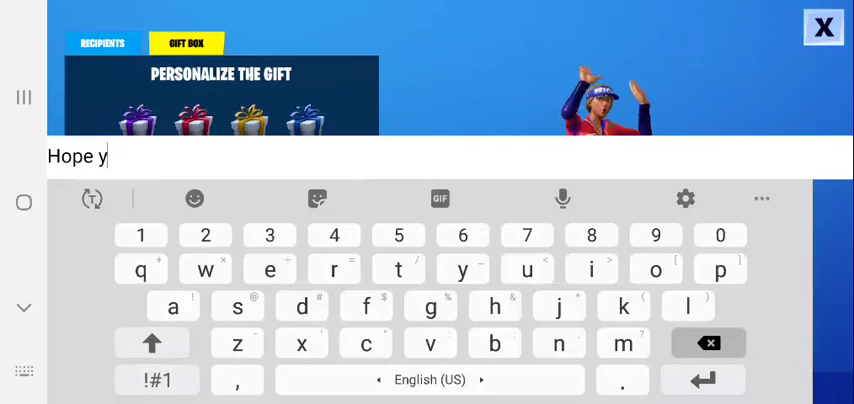 X
RECIPIENTS GIFT BOX
PERSONALIZE THE GIFT
Hope y
T GIF
1 2 3 4 5 6 7 8 9 0
q + w × e ÷ r = t / y _ u < i > o [ p ]
a ! s @ d # f $ g % h & j * k ( l )
z - x ' c " v : b ; n , m ?
!#1 , English (US) .